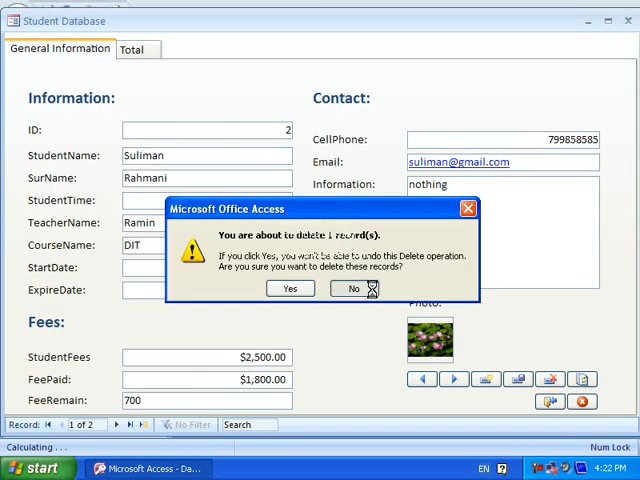 Student Database
General Information
Total
Information:
ID:
2
StudentName:
Suliman
SurName:
Rahmani
StudentTime:
TeacherName:
Ramin
CourseName:
DIT
StartDate:
ExpireDate:
Contact:
CellPhone:
799858585
Email:
suliman@gmail.com
Information:
nothing
Photo:
Microsoft Office Access
You are about to delete 1 record(s).
If you click Yes, you won't be able to undo this Delete operation.
Are you sure you want to delete these records?
Yes
No
Fees:
StudentFees
$2,500.00
FeePaid:
$1,800.00
FeeRemain:
700
Record:
1 of 2
No Filter
Search
Calculating . . .
Num Lock
start
Microsoft Access - Da...
EN
?
4:22 PM